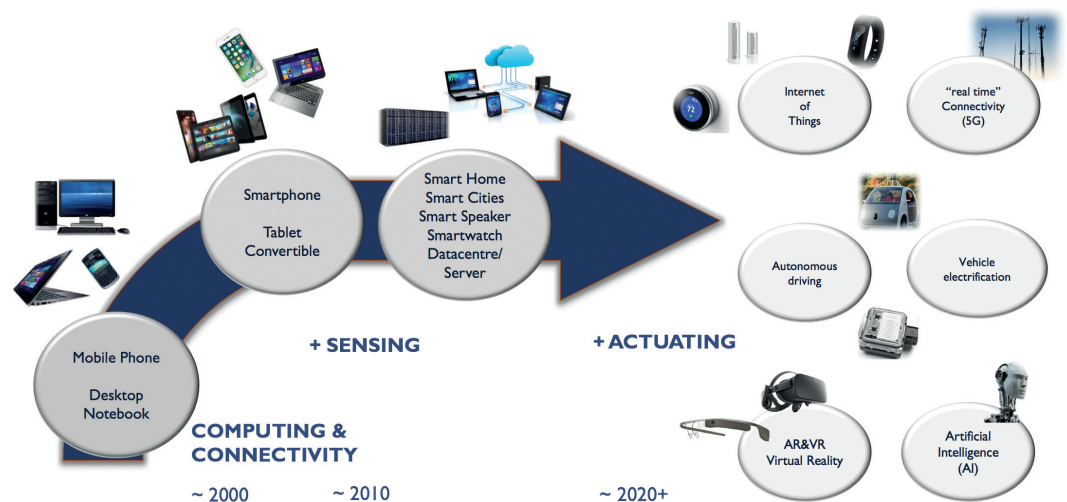 Mobile Phone
Desktop
Notebook
Smartphone
Tablet
Convertible
Smart Home
Smart Cities
Smart Speaker
Smartwatch
Datacentre/
Server
Internet
of
Things
“real time”
Connectivity
(5G)
Autonomous
driving
Vehicle
electrification
AR&VR
Virtual Reality
Artificial
Intelligence
(AI)
+ SENSING
+ ACTUATING
COMPUTING &
CONNECTIVITY
~ 2000
~ 2010
~ 2020+
72